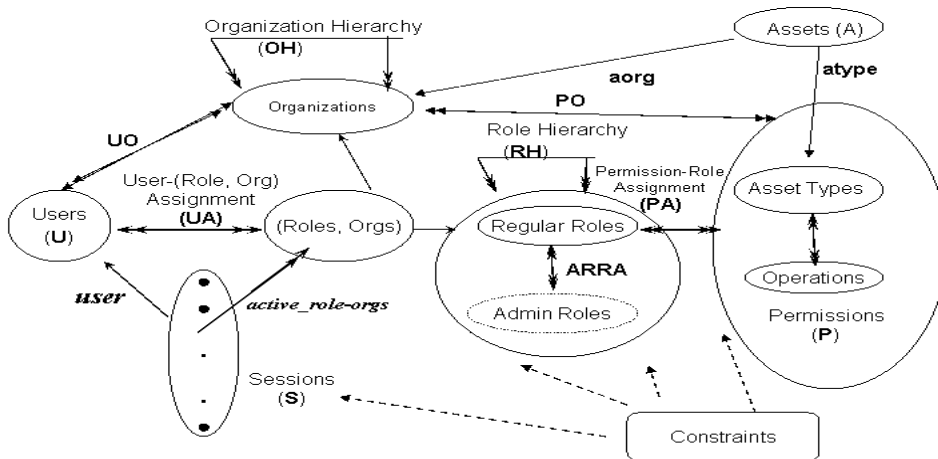 Organization Hierarchy
(OH)
Assets (A)
aorg
atype
Organizations
PO
Role Hierarchy
(RH)
UO
Permission-Role
Assignment
(PA)
User-(Role, Org)
Assignment
(UA)
Asset Types
Users
(U)
(Roles, Orgs)
Regular Roles
ARRA
Operations
user
active_role-orgs
Admin Roles
Permissions
(P)
Sessions
(S)
Constraints